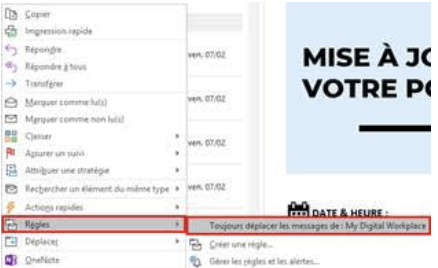 Copier
Impression rapide
Répondre
Répondre à tous
Transférer
Marquer comme lu(s)
Marquer comme non lu(s)
Classer
Assurer un suivi
Attribuer une stratégie
Rechercher un élément du même type
Actions rapides
Règles
Déplacer
OneNote
ven. 07/02
ven. 07/02
ven. 07/02
ven. 07/02
MISE À JO
VOTRE PO
DATE & HEURE :
Toujours déplacer les messages de : My Digital Workplace
Créer une règle...
Gérer les règles et les alertes...